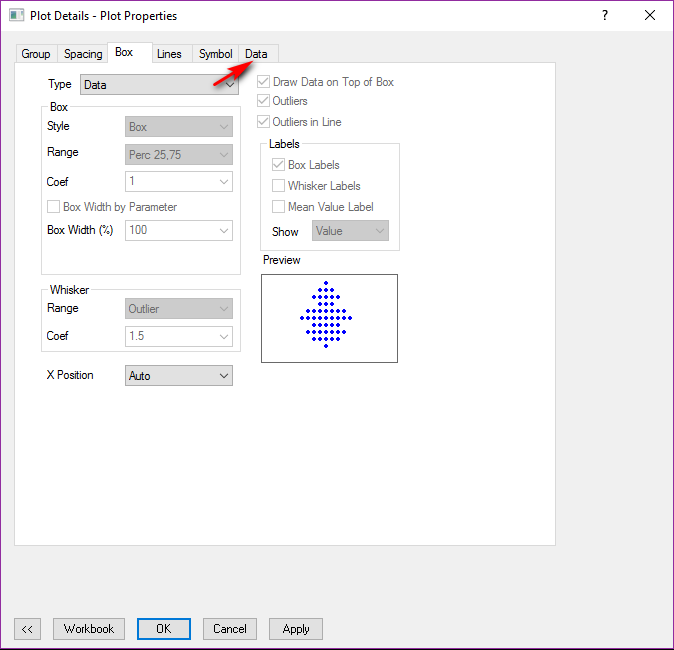 Plot Details - Plot Properties ?
Group Spacing Box Lines Symbol Data
Type Data
Box
Style Box
Range Perc 25,75
Coef 1
Box Width by Parameter
Box Width (%) 100
Whisker
Range Outlier
Coef 1.5
X Position Auto
Draw Data on Top of Box
Outliers
Outliers in Line
Labels
Box Labels
Whisker Labels
Mean Value Label
Show Value
Preview
<< Workbook OK Cancel Apply